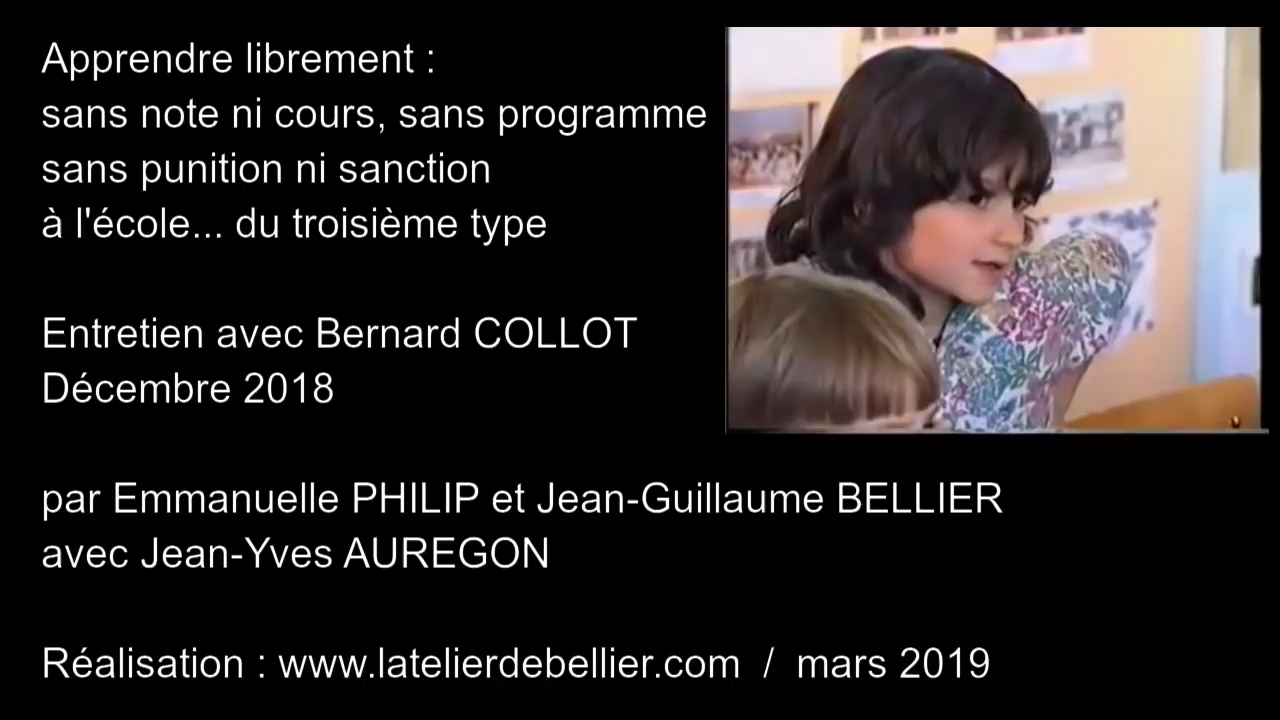 Apprendre librement :
sans note ni cours, sans programme
sans punition ni sanction
à l'école... du troisième type
Entretien avec Bernard COLLOT
Décembre 2018
par Emmanuelle PHILIP et Jean-Guillaume BELLIER
avec Jean-Yves AUREGON
Réalisation : www.latelierdebellier.com / mars 2019